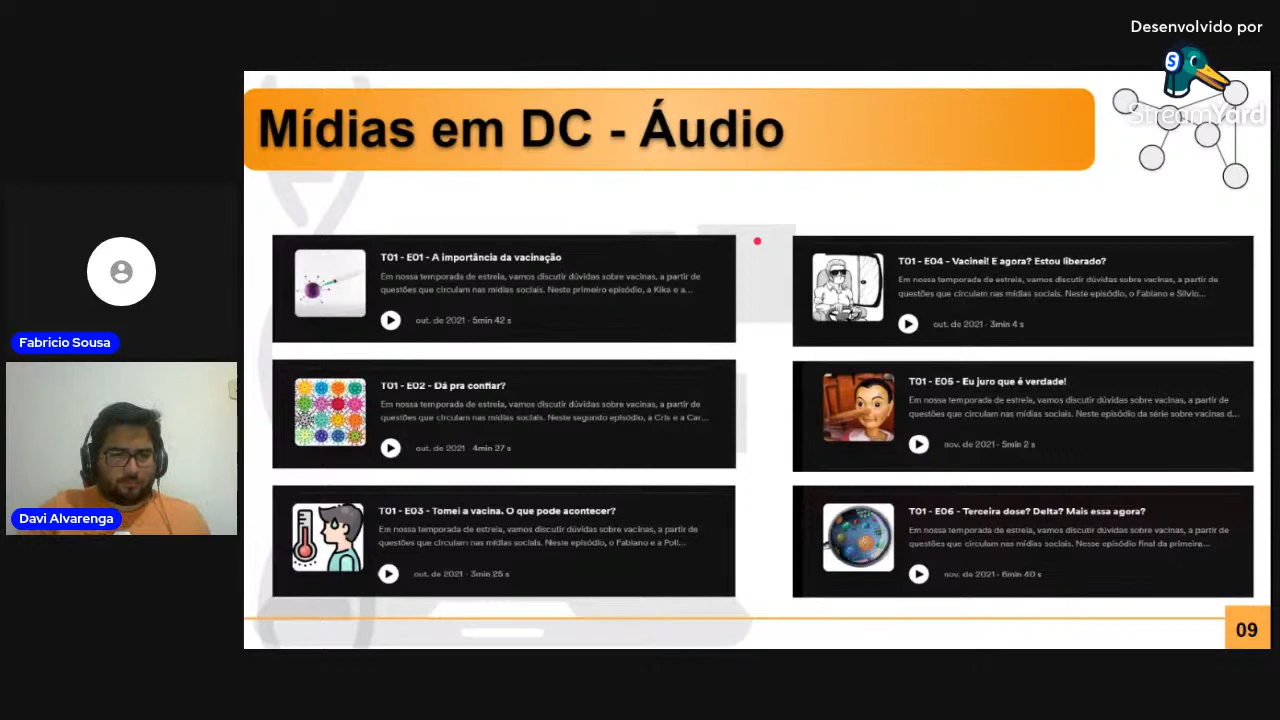 Desenvolvido por
StreamYard
Mídias em DC - Áudio
T01 - E01 - A importância da vacinação
Em nossa temporada de estreia, vamos discutir dúvidas sobre vacinas, a partir de
questões que circulam nas mídias sociais. Neste primeiro episódio, a Kika e a...
out. de 2021 · 5min 42 s
T01 - E02 - Dá pra confiar?
Em nossa temporada de estreia, vamos discutir dúvidas sobre vacinas, a partir de
questões que circulam nas mídias sociais. Neste segundo episódio, a Cris e a Car...
out. de 2021 · 4min 27 s
T01 - E03 - Tomei a vacina. O que pode acontecer?
Em nossa temporada de estreia, vamos discutir dúvidas sobre vacinas, a partir de
questões que circulam nas mídias sociais. Neste episódio, o Fabiano e a Poli...
out. de 2021 · 3min 25 s
T01 - E04 - Vacinei! E agora? Estou liberado?
Em nossa temporada de estreia, vamos discutir dúvidas sobre vacinas, a partir de
questões que circulam nas mídias sociais. Neste episódio, o Fabiano e Silvio...
out. de 2021 · 3min 4 s
T01 - E05 - Eu juro que é verdade!
Em nossa temporada de estreia, vamos discutir dúvidas sobre vacinas, a partir de
questões que circulam nas mídias sociais. Neste episódio da série sobre vacinas d...
nov. de 2021 · 5min 2 s
T01 - E06 - Terceira dose? Delta? Mais essa agora?
Em nossa temporada de estreia, vamos discutir dúvidas sobre vacinas, a partir de
questões que circulam nas mídias sociais. Nesse episódio final da primeira...
nov. de 2021 · 6min 40 s
09
Fabricio Sousa
Davi Alvarenga